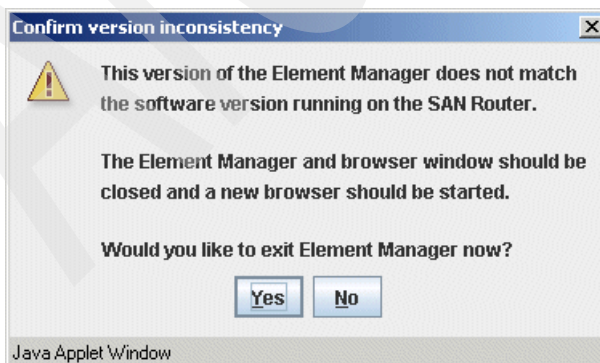 Confirm version inconsistency
This version of the Element Manager does not match
the software version running on the SAN Router.
The Element Manager and browser window should be
closed and a new browser should be started.
Would you like to exit Element Manager now?
Yes No
Java Applet Window